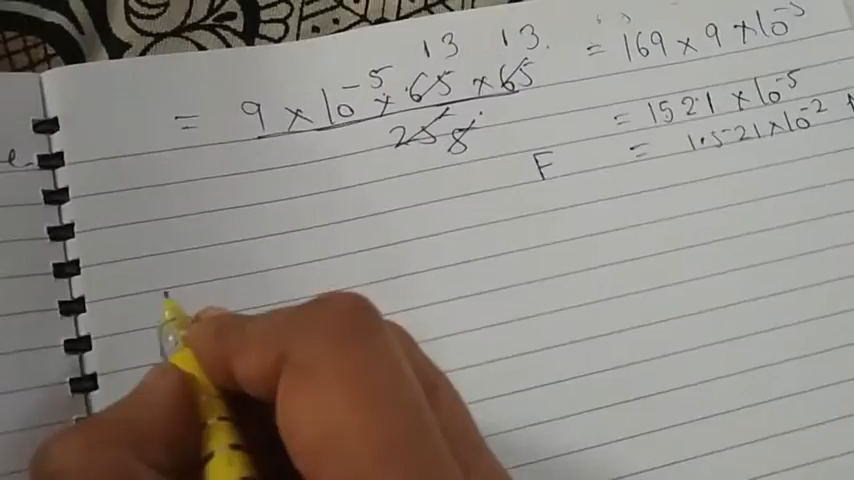 13 13
= 9 × 10⁻⁵ × 65 × 65 = 169 × 9 × 10⁻⁵
25 8
= 1521 × 10⁻⁵
F = 1.521 × 10⁻²